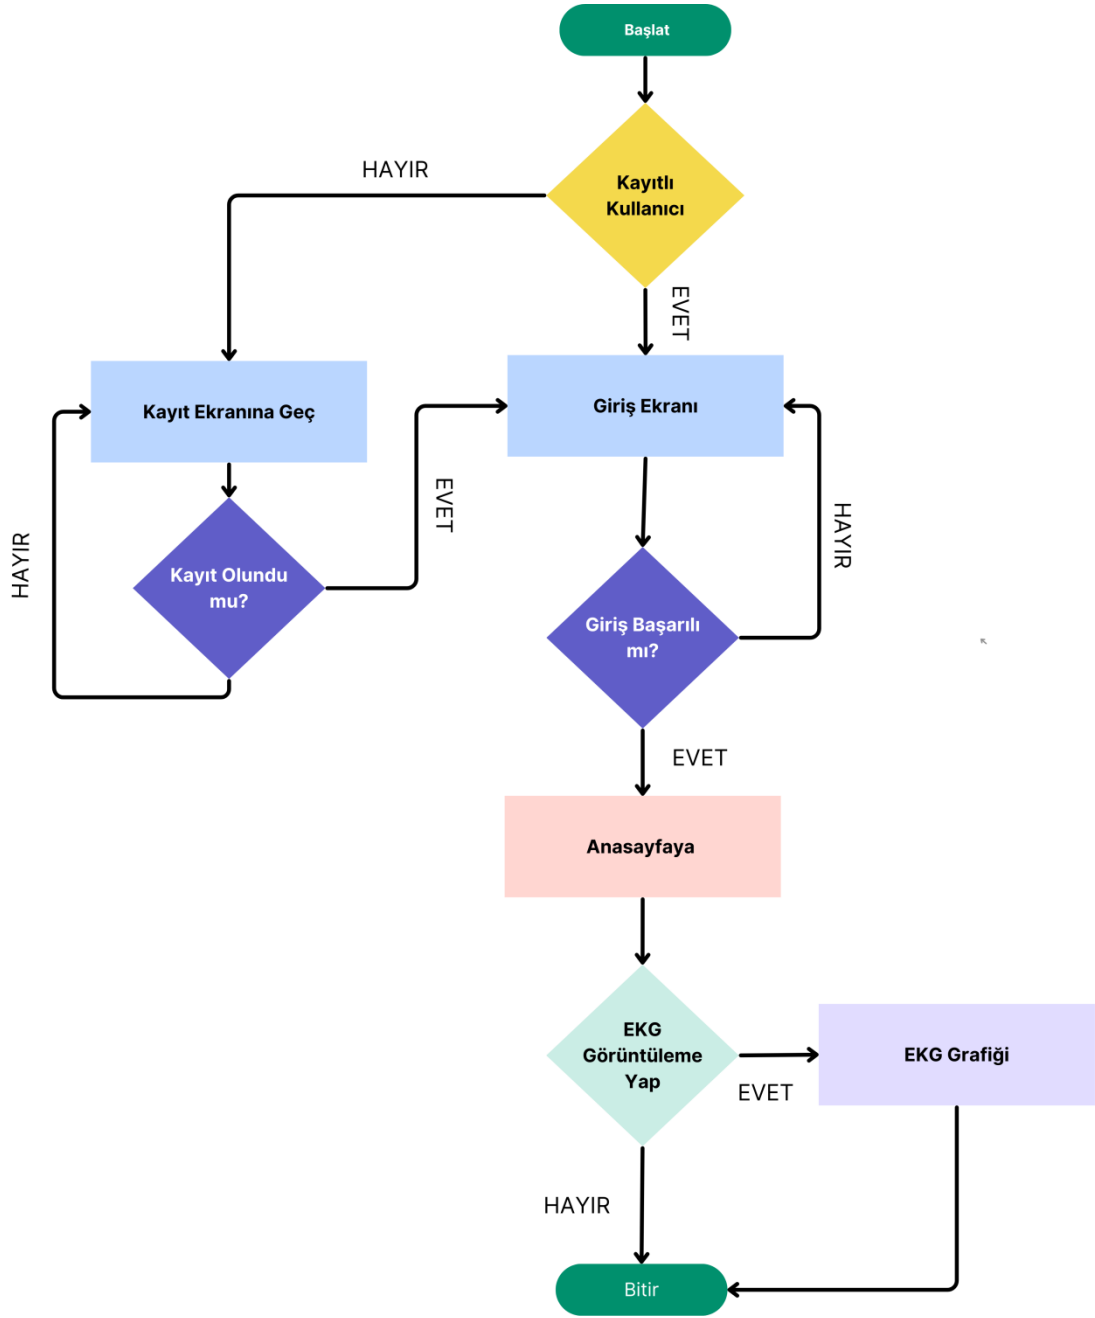 Başlat
HAYIR
Kayıtlı
Kullanıcı
EVET
Kayıt Ekranına Geç
Giriş Ekranı
EVET
HAYIR
HAYIR
Kayıt Olundu
mu?
Giriş Başarılı
mı?
EVET
Anasayfaya
EKG
Görüntüleme
Yap
EVET
EKG Grafiği
HAYIR
Bitir